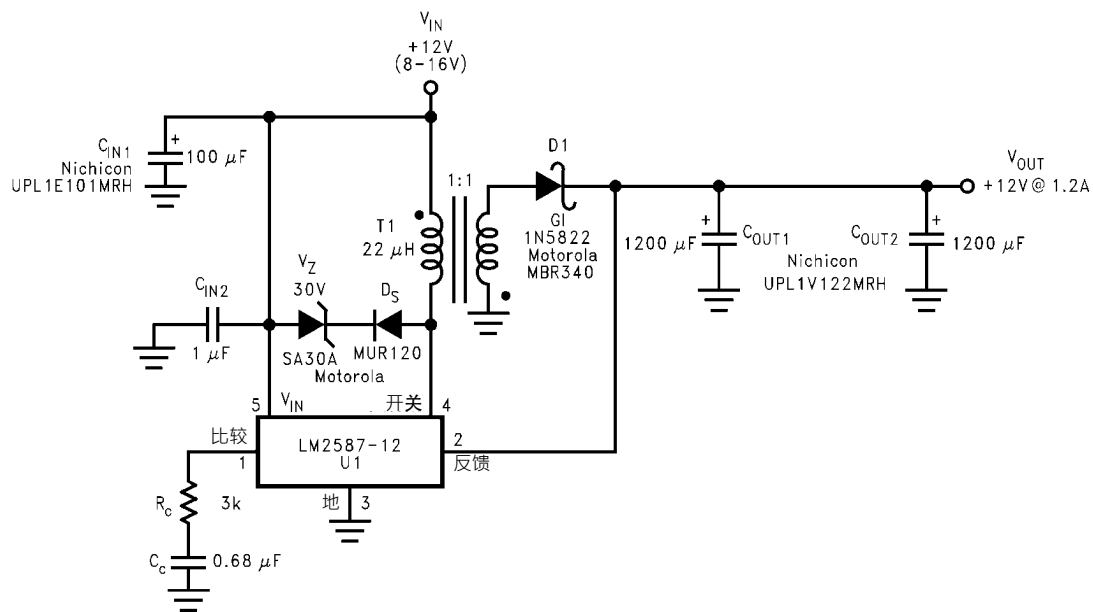 V_IN
+12V
(8-16V)
C_IN1
Nichicon
UPL1E101MRH
+
100 μF
T1
22 μH
1:1
D1
GI
1N5822
Motorola
MBR340
V_OUT
+12V@ 1.2A
+
1200 μF
C_OUT1
C_OUT2
+
1200 μF
Nichicon
UPL1V122MRH
C_IN2
1 μF
V_Z
30V
D_S
SA30A
MUR120
Motorola
5
V_IN
开关
4
比较
1
LM2587-12
U1
2
反馈
地
3
R_c
3k
C_c
0.68 μF